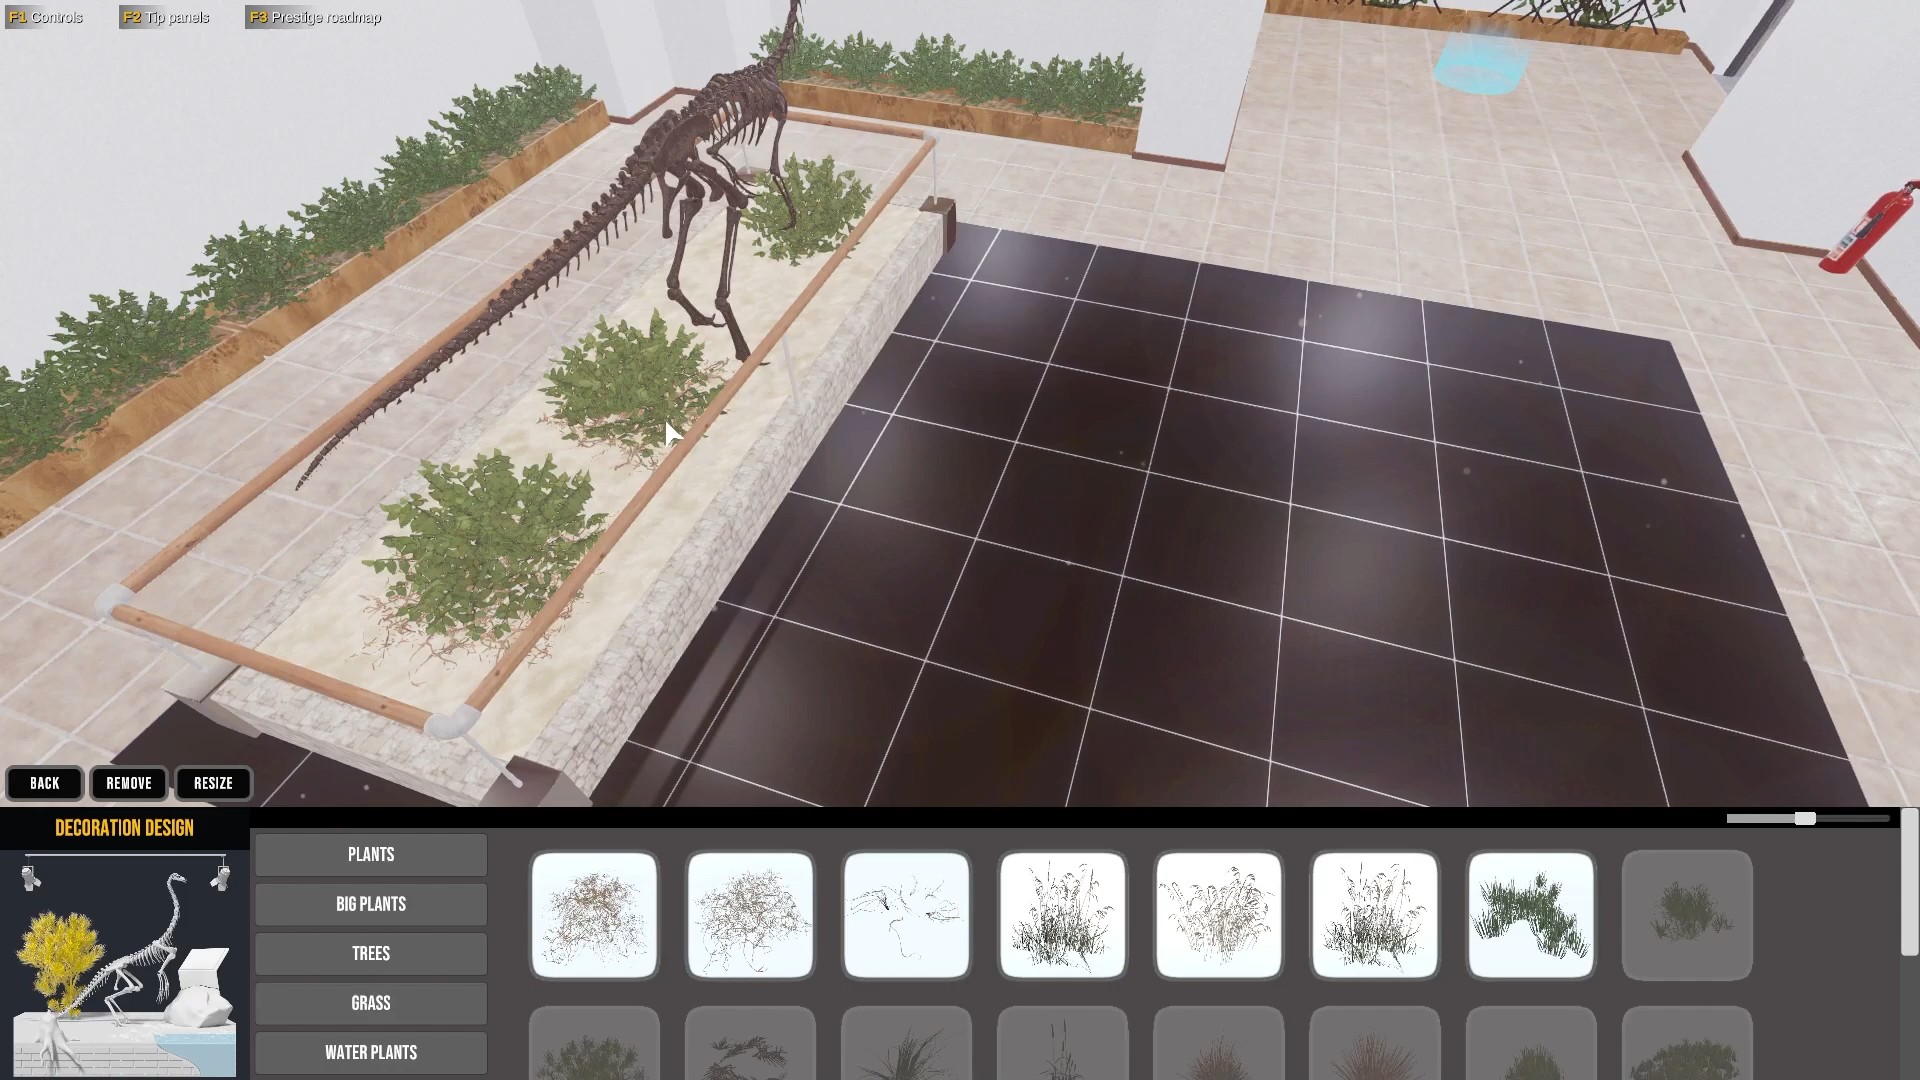 F1 Controls
F2 Tip panels
F3 Prestige roadmap
BACK
REMOVE
RESIZE
DECORATION DESIGN
PLANTS
BIG PLANTS
TREES
GRASS
WATER PLANTS